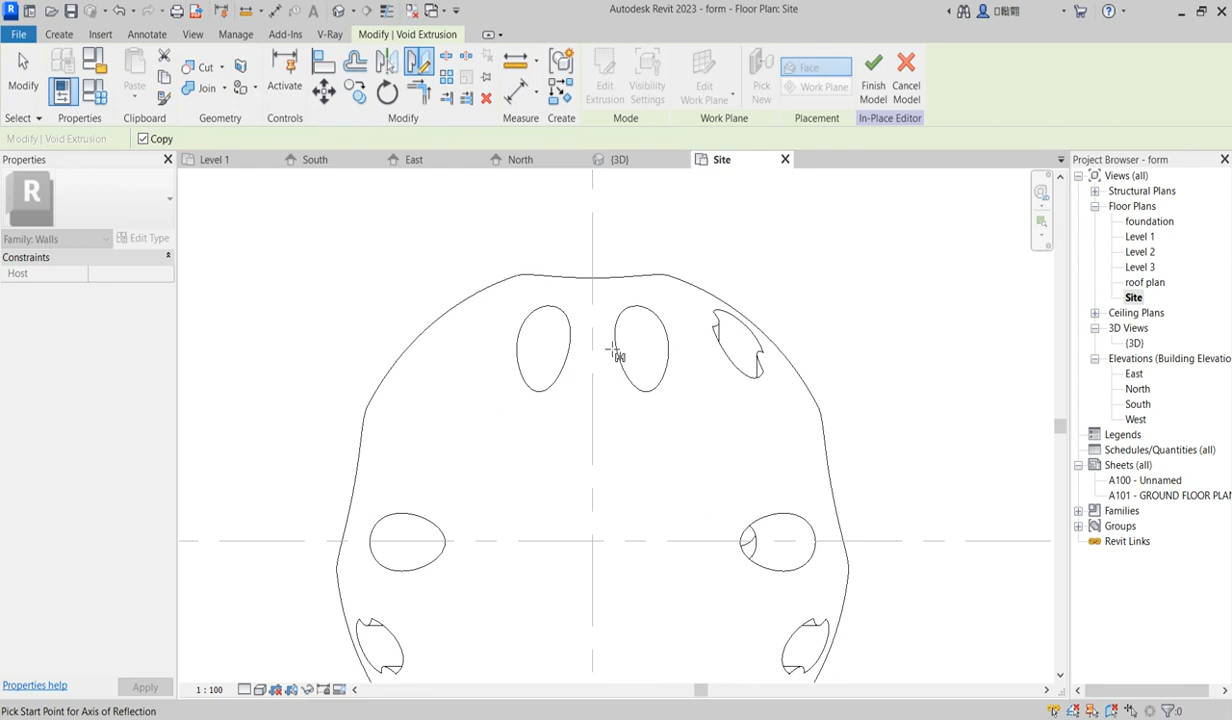 Autodesk Revit 2023 - form - Floor Plan: Site
File Create Insert Annotate View Manage Add-Ins V-Ray Modify | Void Extrusion
Modify
Paste
Cut
Join
Activate
Edit Extrusion
Visibility Settings
Edit Work Plane
Pick New
Face
Work Plane
Finish Model
Cancel Model
Select Properties Clipboard Geometry Controls Modify Measure Create Mode Work Plane Placement In-Place Editor
Modify | Void Extrusion Copy
Properties
Level 1 South East North {3D} Site
Project Browser - form
R
Family: Walls Edit Type
Constraints
Host
Views (all)
Structural Plans
Floor Plans
foundation
Level 1
Level 2
Level 3
roof plan
Site
Ceiling Plans
3D Views
{3D}
Elevations (Building Elevatio
East
North
South
West
Legends
Schedules/Quantities (all)
Sheets (all)
A100 - Unnamed
A101 - GROUND FLOOR PLAN
Families
Groups
Revit Links
Properties help Apply
1 : 100
Pick Start Point for Axis of Reflection
:0